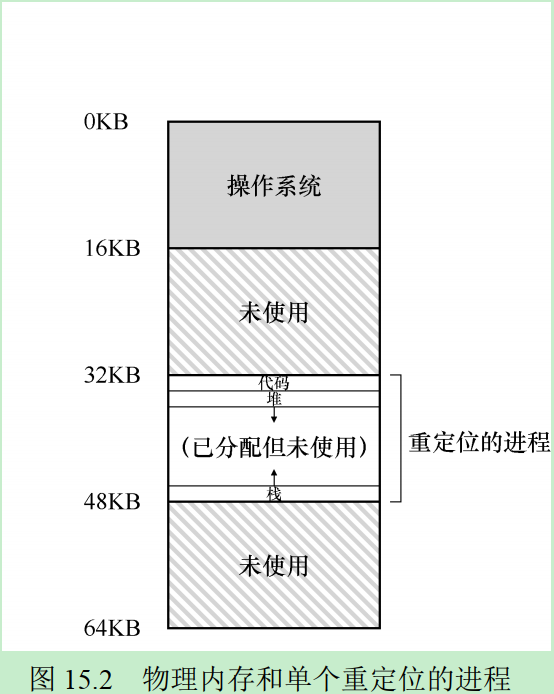 0KB
操作系统
16KB
未使用
32KB
代码
堆
（已分配但未使用）
重定位的进程
栈
48KB
未使用
64KB
图 15.2 物理内存和单个重定位的进程